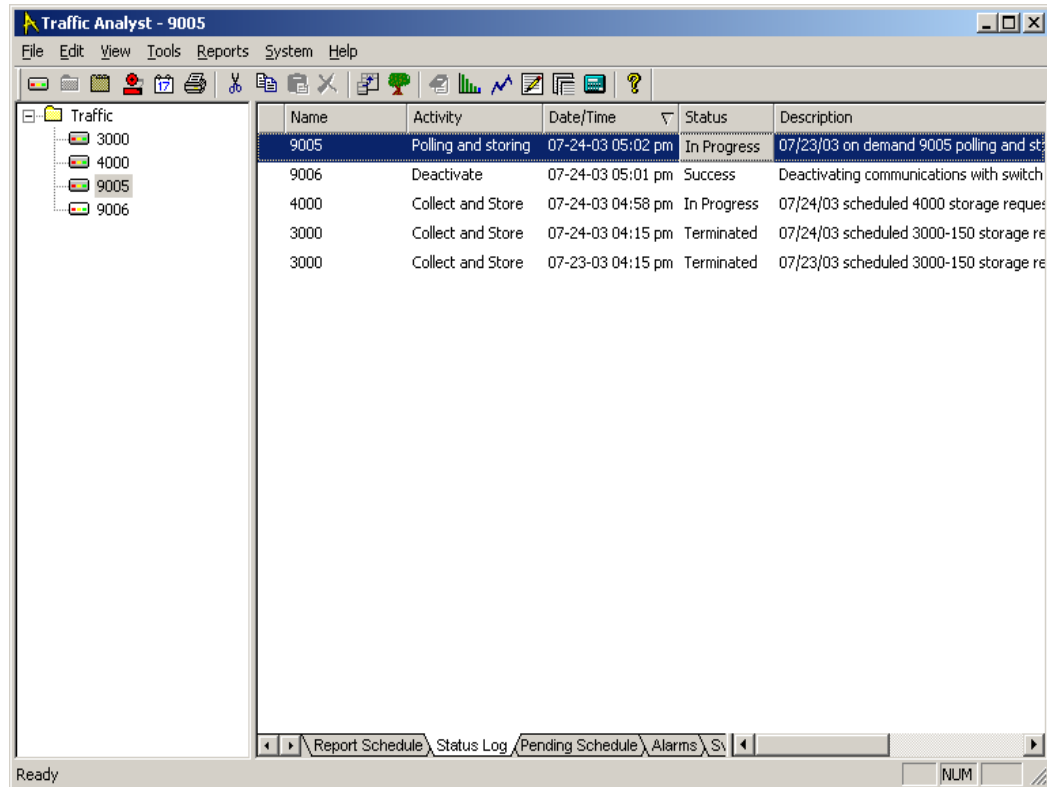 Traffic Analyst - 9005
File Edit View Tools Reports System Help
17
Traffic
3000
4000
9005
9006
Name Activity Date/Time Status Description
9005 Polling and storing 07-24-03 05:02 pm In Progress 07/23/03 on demand 9005 polling and
9006 Deactivate 07-24-03 05:01 pm Success Deactivating communications with switch
4000 Collect and Store 07-24-03 04:58 pm In Progress 07/24/03 scheduled 4000 storage
3000 Collect and Store 07-24-03 04:15 pm Terminated 07/24/03 scheduled 3000-150 storage
3000 Collect and Store 07-23-03 04:15 pm Terminated 07/23/03 scheduled 3000-150 storage
Report Schedule Status Log Pending Schedule Alarms
Ready NUM